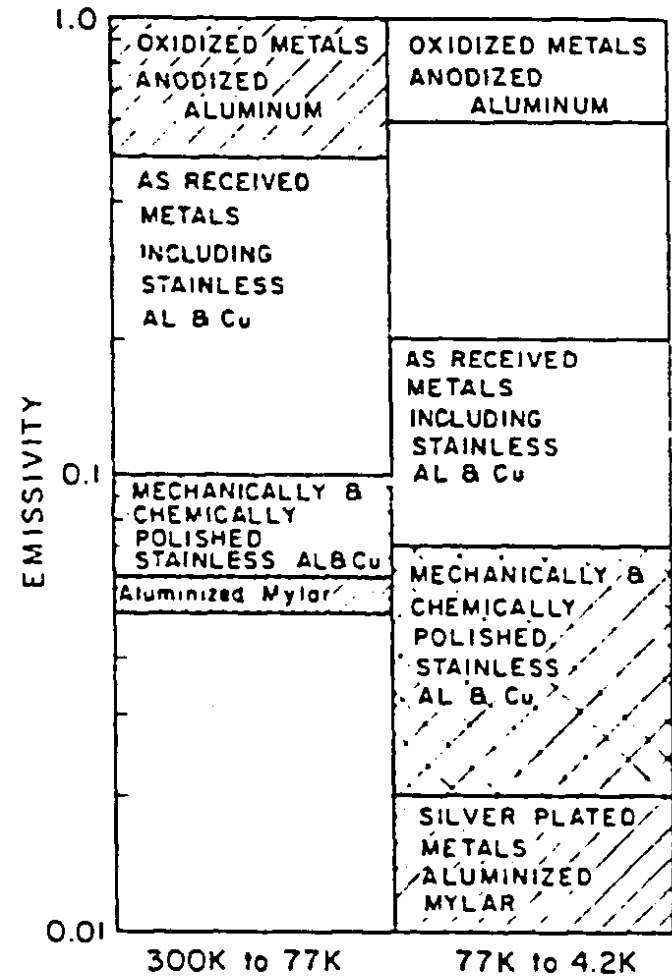 EMISSIVITY
1.0
0.1
0.01
OXIDIZED METALS
ANODIZED
ALUMINUM
AS RECEIVED
METALS
INCLUDING
STAINLESS
AL & Cu
MECHANICALLY &
CHEMICALLY
POLISHED
STAINLESS AL&Cu
Aluminized Mylar
300K to 77K
OXIDIZED METALS
ANODIZED
ALUMINUM
AS RECEIVED
METALS
INCLUDING
STAINLESS
AL & Cu
MECHANICALLY &
CHEMICALLY
POLISHED
STAINLESS
AL & Cu
SILVER PLATED
METALS
ALUMINIZED
MYLAR
77K to 4.2K